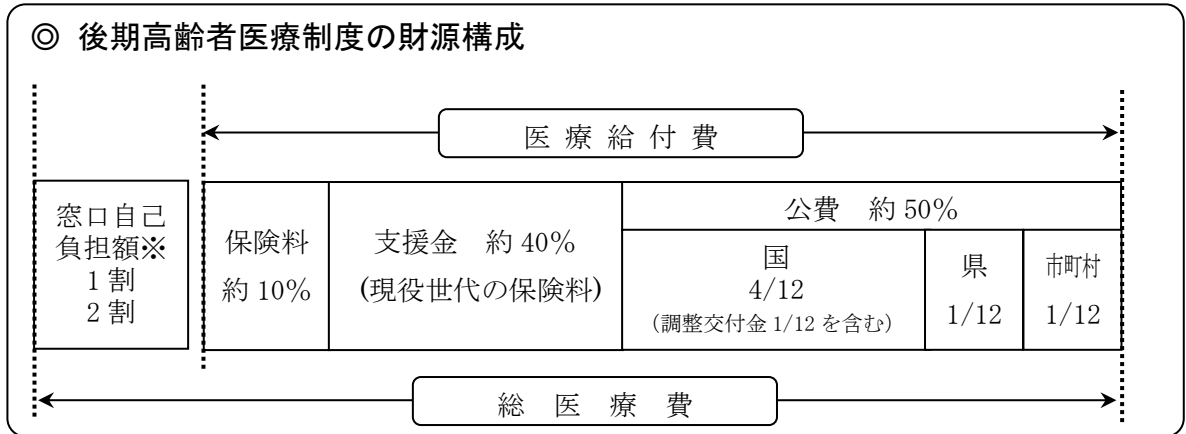 ◎ 後期高齢者医療制度の財源構成
医療給付費
窓口自己
負担額※
1割
2割
保険料
約10%
支援金 約40%
(現役世代の保険料)
公費 約50%
国
4/12
(調整交付金1/12を含む)
県
1/12
市町村
1/12
総医療費